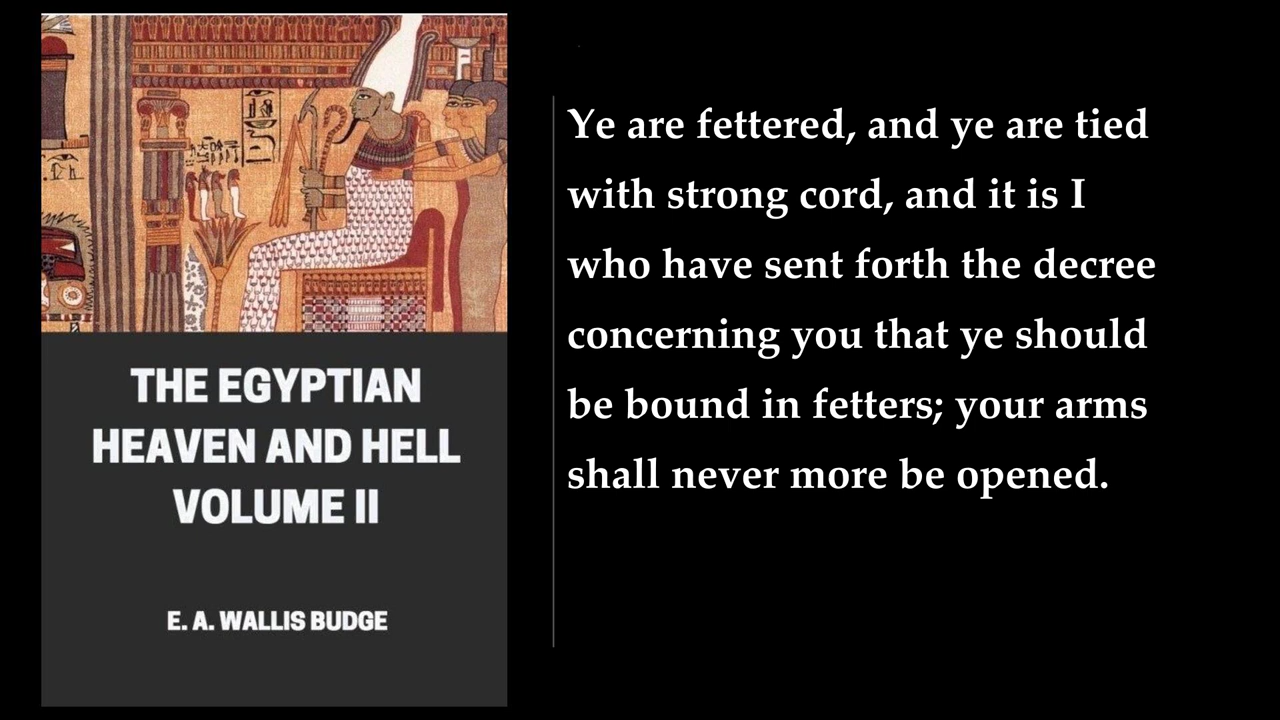 THE EGYPTIAN
HEAVEN AND HELL
VOLUME II
E. A. WALLIS BUDGE
Ye are fettered, and ye are tied
with strong cord, and it is I
who have sent forth the decree
concerning you that ye should
be bound in fetters; your arms
shall never more be opened.